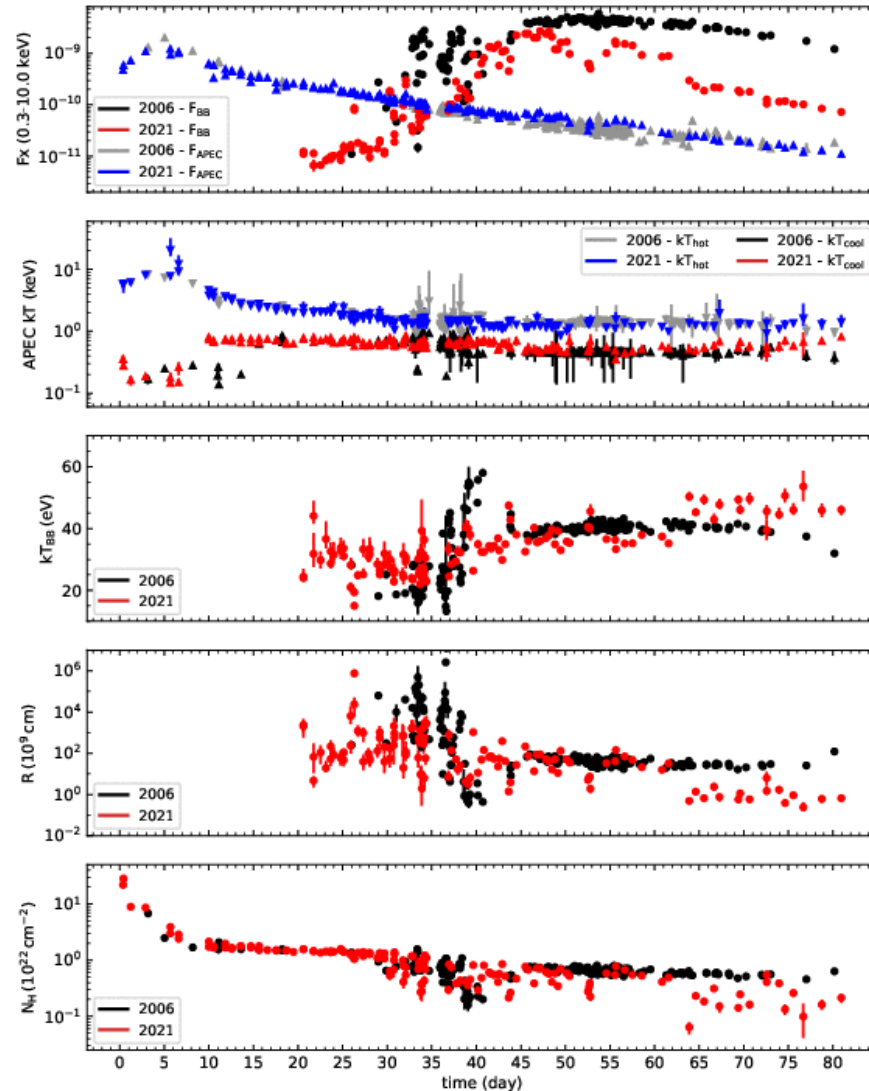 10⁻⁹
10⁻¹⁰
10⁻¹¹
Fx (0.3-10.0 keV)
2006 - F_BB
2021 - F_BB
2006 - F_APEC
2021 - F_APEC
10¹
10⁰
10⁻¹
APEC kT (keV)
2006 - kT_hot
2021 - kT_hot
2006 - kT_cool
2021 - kT_cool
60
40
20
kT_BB (eV)
2006
2021
10⁶
10⁴
10²
10⁰
10⁻²
R (10⁹ cm)
2006
2021
10¹
10⁰
10⁻¹
N_H (10²² cm⁻²)
2006
2021
0 5 10 15 20 25 30 35 40 45 50 55 60 65 70 75 80
time (day)